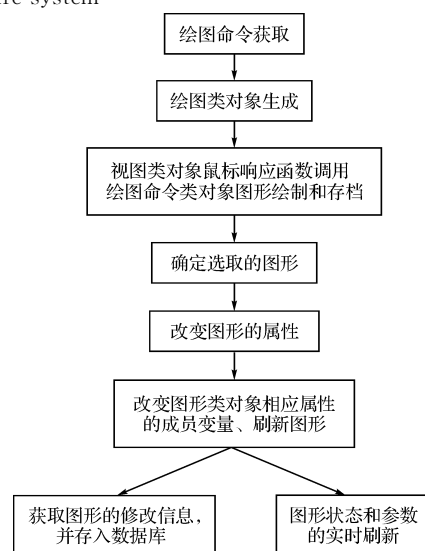 绘图命令获取
绘图类对象生成
视图类对象鼠标响应函数调用
绘图命令类对象图形绘制和存档
确定选取的图形
改变图形的属性
改变图形类对象相应属性
的成员变量、刷新图形
获取图形的修改信息,
并存入数据库
图形状态和参数
的实时刷新